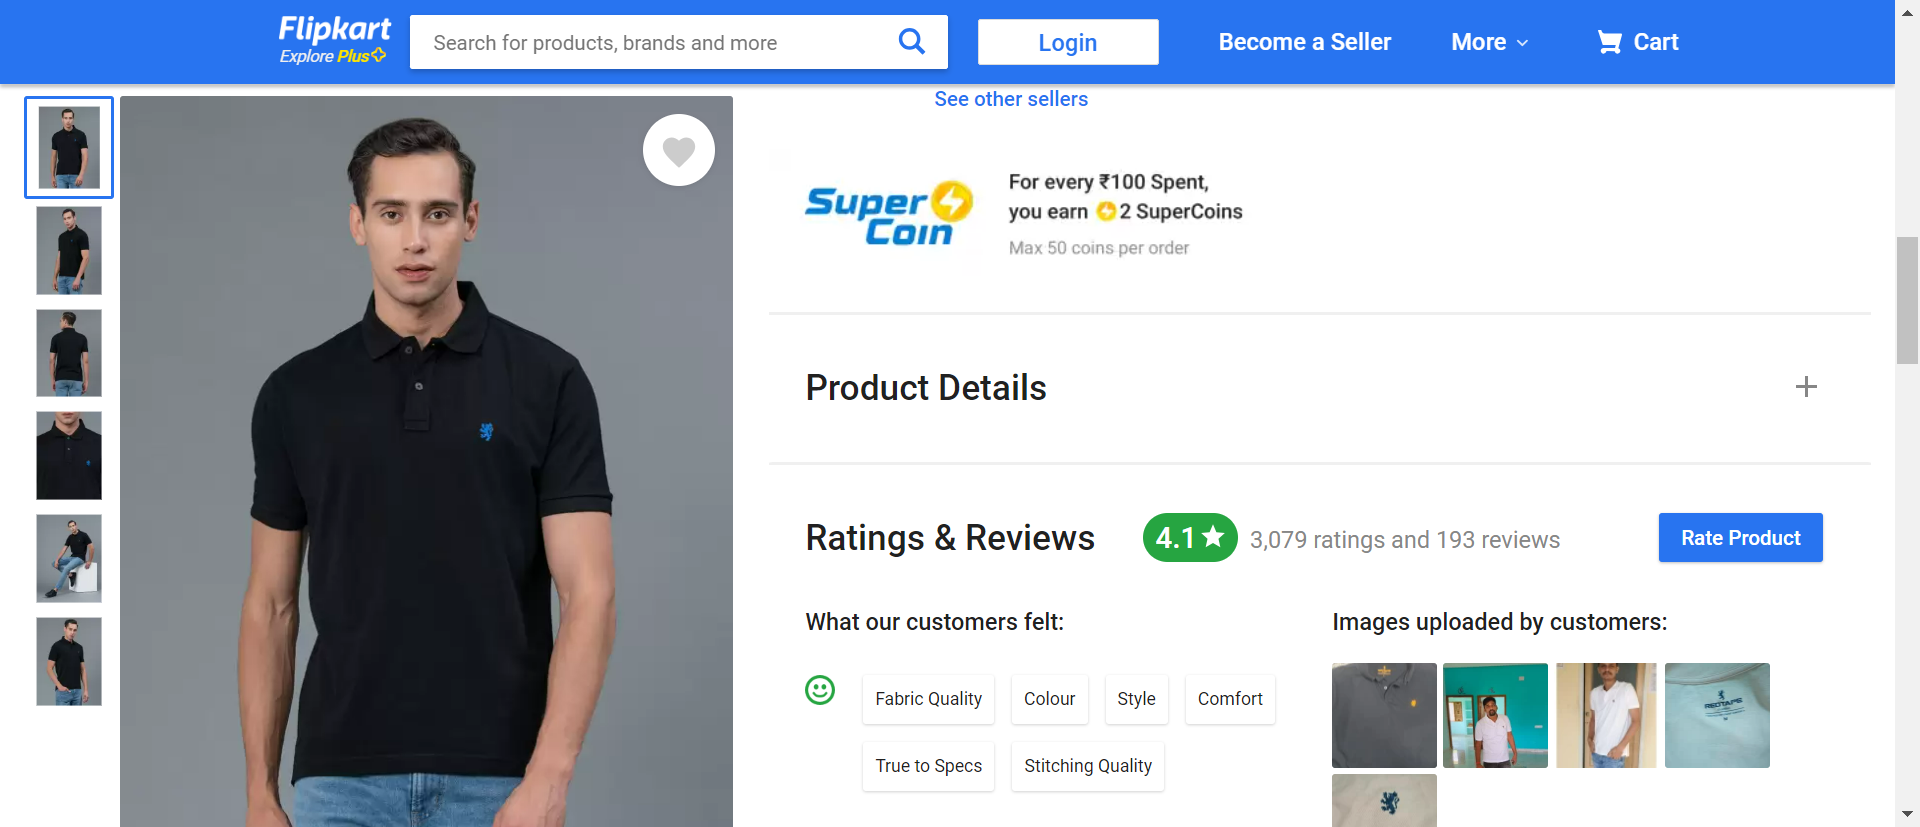 Flipkart
Explore Plus
Search for products, brands and more
Login
Become a Seller
More
Cart
See other sellers
Super Coin
For every ₹100 Spent,
you earn 2 SuperCoins
Max 50 coins per order
Product Details
Ratings & Reviews
4.1
3,079 ratings and 193 reviews
Rate Product
What our customers felt:
Images uploaded by customers:
Fabric Quality
Colour
Style
Comfort
True to Specs
Stitching Quality
REDTAPE